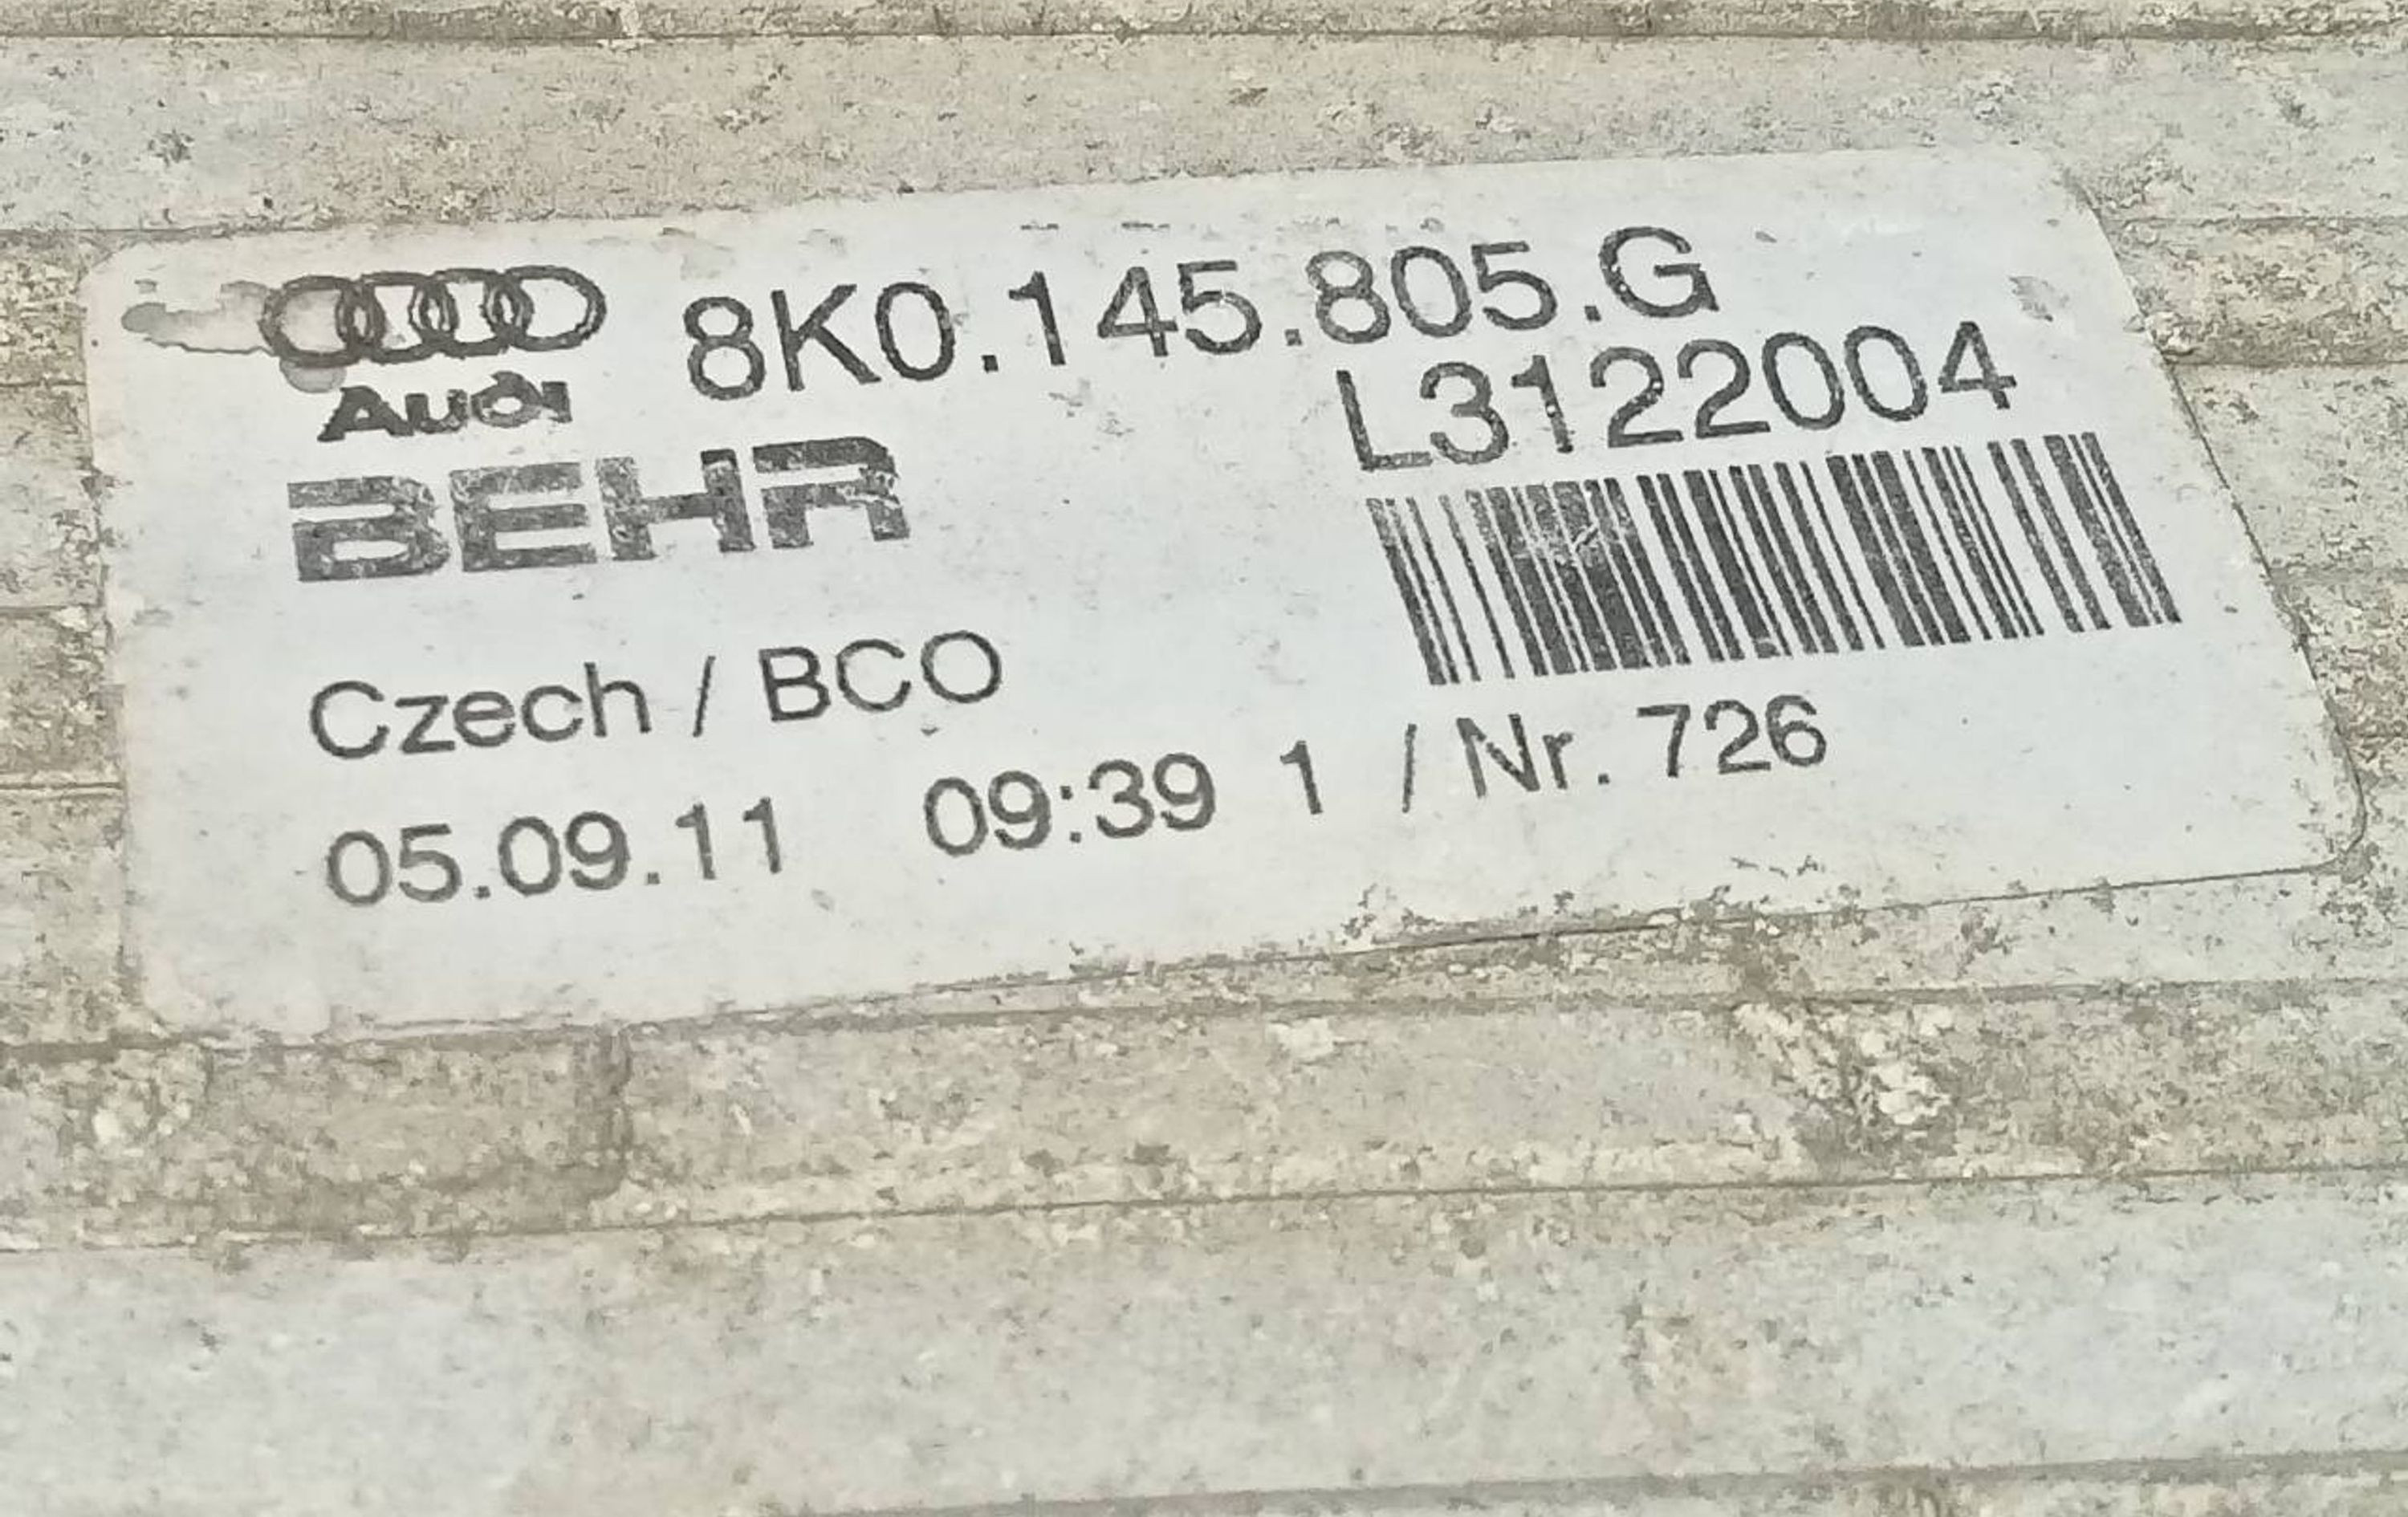 8K0.145.805.G
Audi
L3122004
BEHR
Czech / BCO
05.09.11 09:39 1 / Nr. 726